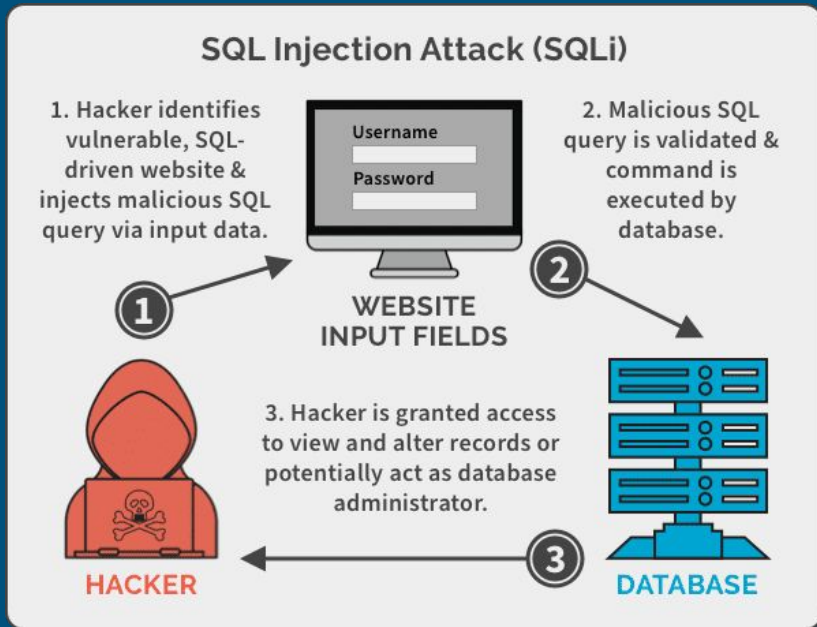 SQL Injection Attack (SQLi)
1. Hacker identifies
vulnerable, SQL-
driven website &
injects malicious SQL
query via input data.
Username
Password
2. Malicious SQL
query is validated &
command is
executed by
database.
1
2
WEBSITE
INPUT FIELDS
3. Hacker is granted access
to view and alter records or
potentially act as database
administrator.
3
HACKER
DATABASE